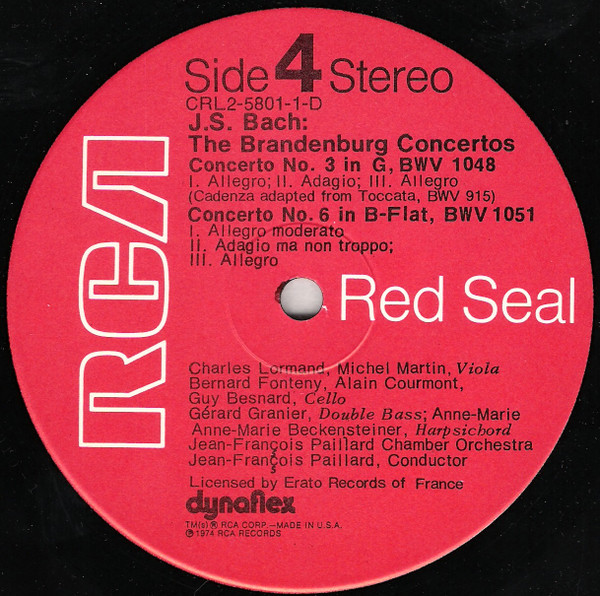 Side 4 Stereo
CRL2-5801-1-D
J.S. Bach:
The Brandenburg Concertos
Concerto No. 3 in G, BWV 1048
I. Allegro; II. Adagio; III. Allegro
(Cadenza adapted from Toccata, BWV 915)
Concerto No. 6 in B-Flat, BWV 1051
I. Allegro moderato
II. Adagio ma non troppo;
III. Allegro
RCA
Red Seal
Charles Lormand, Michel Martin, Viola
Bernard Fonteny, Alain Courmont,
Guy Besnard, Cello
Gérard Granier, Double Bass; Anne-Marie
Anne-Marie Beckensteiner, Harpsichord
Jean-François Paillard Chamber Orchestra
Jean-François Paillard, Conductor
Licensed by Erato Records of France
dynaflex
TM(s) ® RCA CORP.—MADE IN U.S.A.
℗ 1974 RCA RECORDS